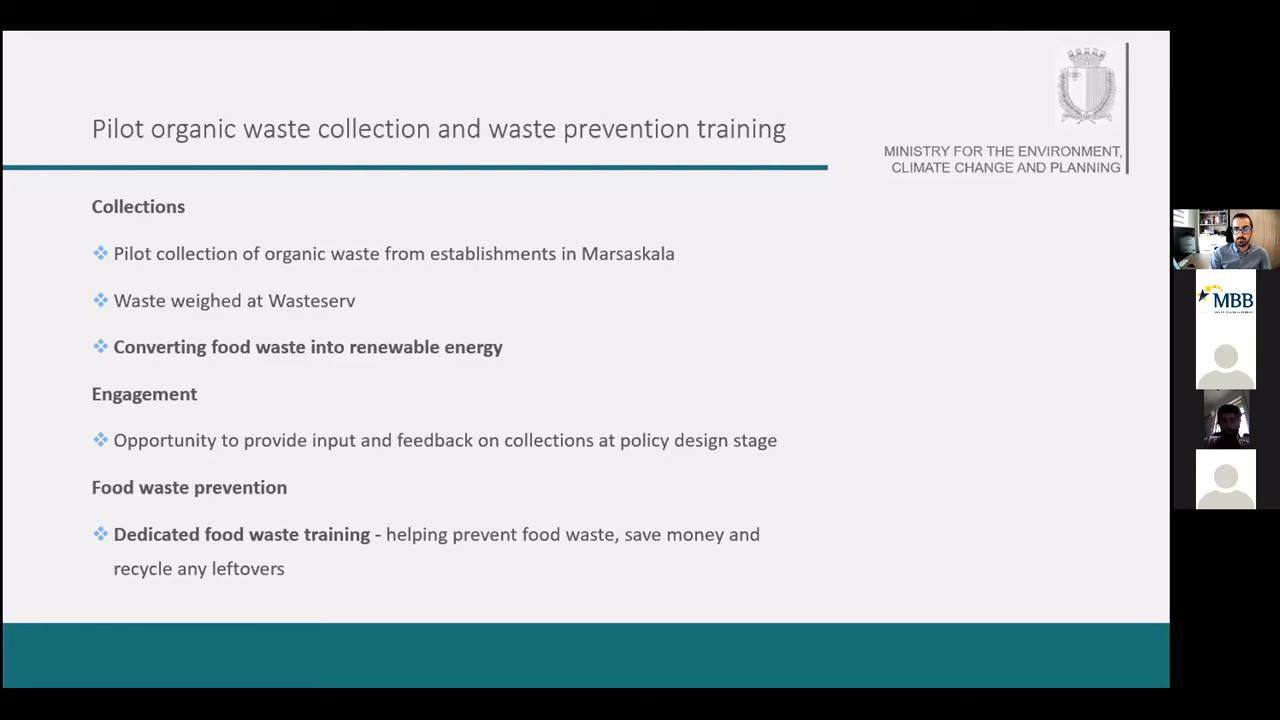 Pilot organic waste collection and waste prevention training
MINISTRY FOR THE ENVIRONMENT,
CLIMATE CHANGE AND PLANNING
Collections
Pilot collection of organic waste from establishments in Marsaskala
Waste weighed at Wasteserv
Converting food waste into renewable energy
Engagement
Opportunity to provide input and feedback on collections at policy design stage
Food waste prevention
Dedicated food waste training - helping prevent food waste, save money and
recycle any leftovers
MBB